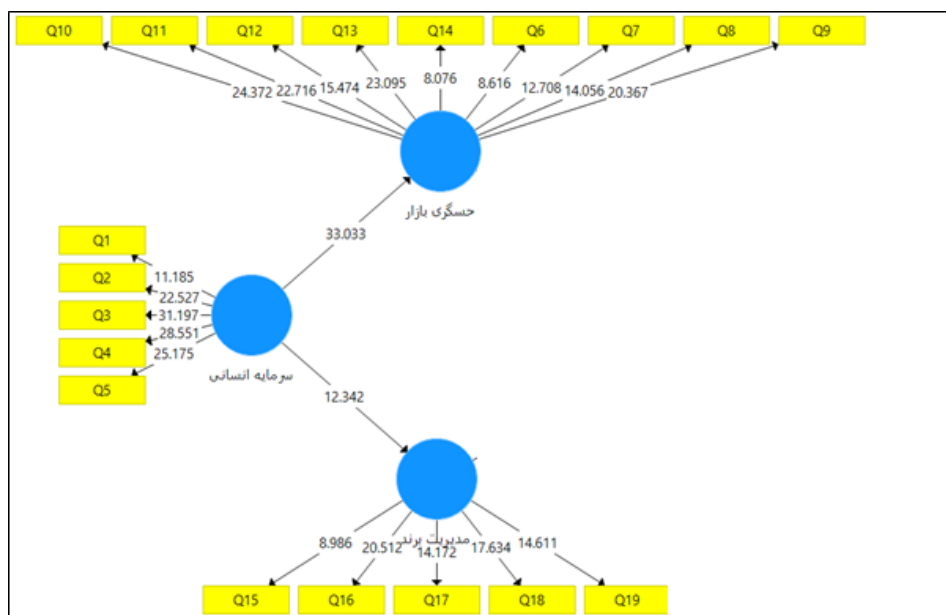 Q10 Q11 Q12 Q13 Q14 Q6 Q7 Q8 Q9
24.372 22.716 15.474 23.095 8.076 8.616 12.708 14.056 20.367
حسگری بازار
33.033
Q1
11.185
Q2
22.527
Q3
31.197
Q4
28.551
Q5
25.175
سرمایه انسانی
12.342
مدیریت برند
8.986 20.512 14.172 17.634 14.611
Q15 Q16 Q17 Q18 Q19